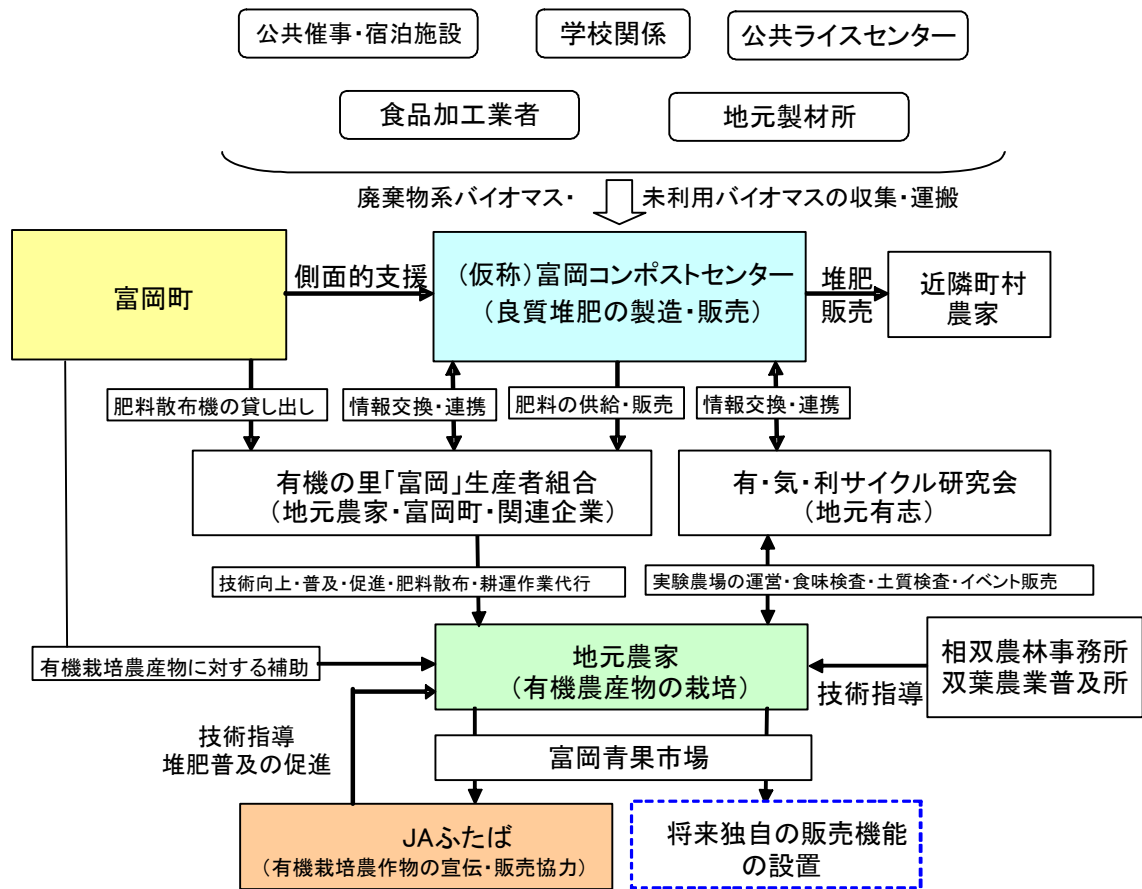 公共催事・宿泊施設
学校関係
公共ライスセンター
食品加工業者
地元製材所
廃棄物系バイオマス・
未利用バイオマスの収集・運搬
富岡町
側面的支援
（仮称）富岡コンポストセンター
（良質堆肥の製造・販売）
堆肥
販売
近隣町村
農家
肥料散布機の貸し出し
情報交換・連携
肥料の供給・販売
情報交換・連携
有機の里「富岡」生産者組合
（地元農家・富岡町・関連企業）
有・気・利サイクル研究会
（地元有志）
技術向上・普及・促進・肥料散布・耕運作業代行
実験農場の運営・食味検査・土質検査・イベント販売
有機栽培農産物に対する補助
地元農家
（有機農産物の栽培）
技術指導
相双農林事務所
双葉農業普及所
技術指導
堆肥普及の促進
富岡青果市場
JAふたば
（有機栽培農作物の宣伝・販売協力）
将来独自の販売機能
の設置